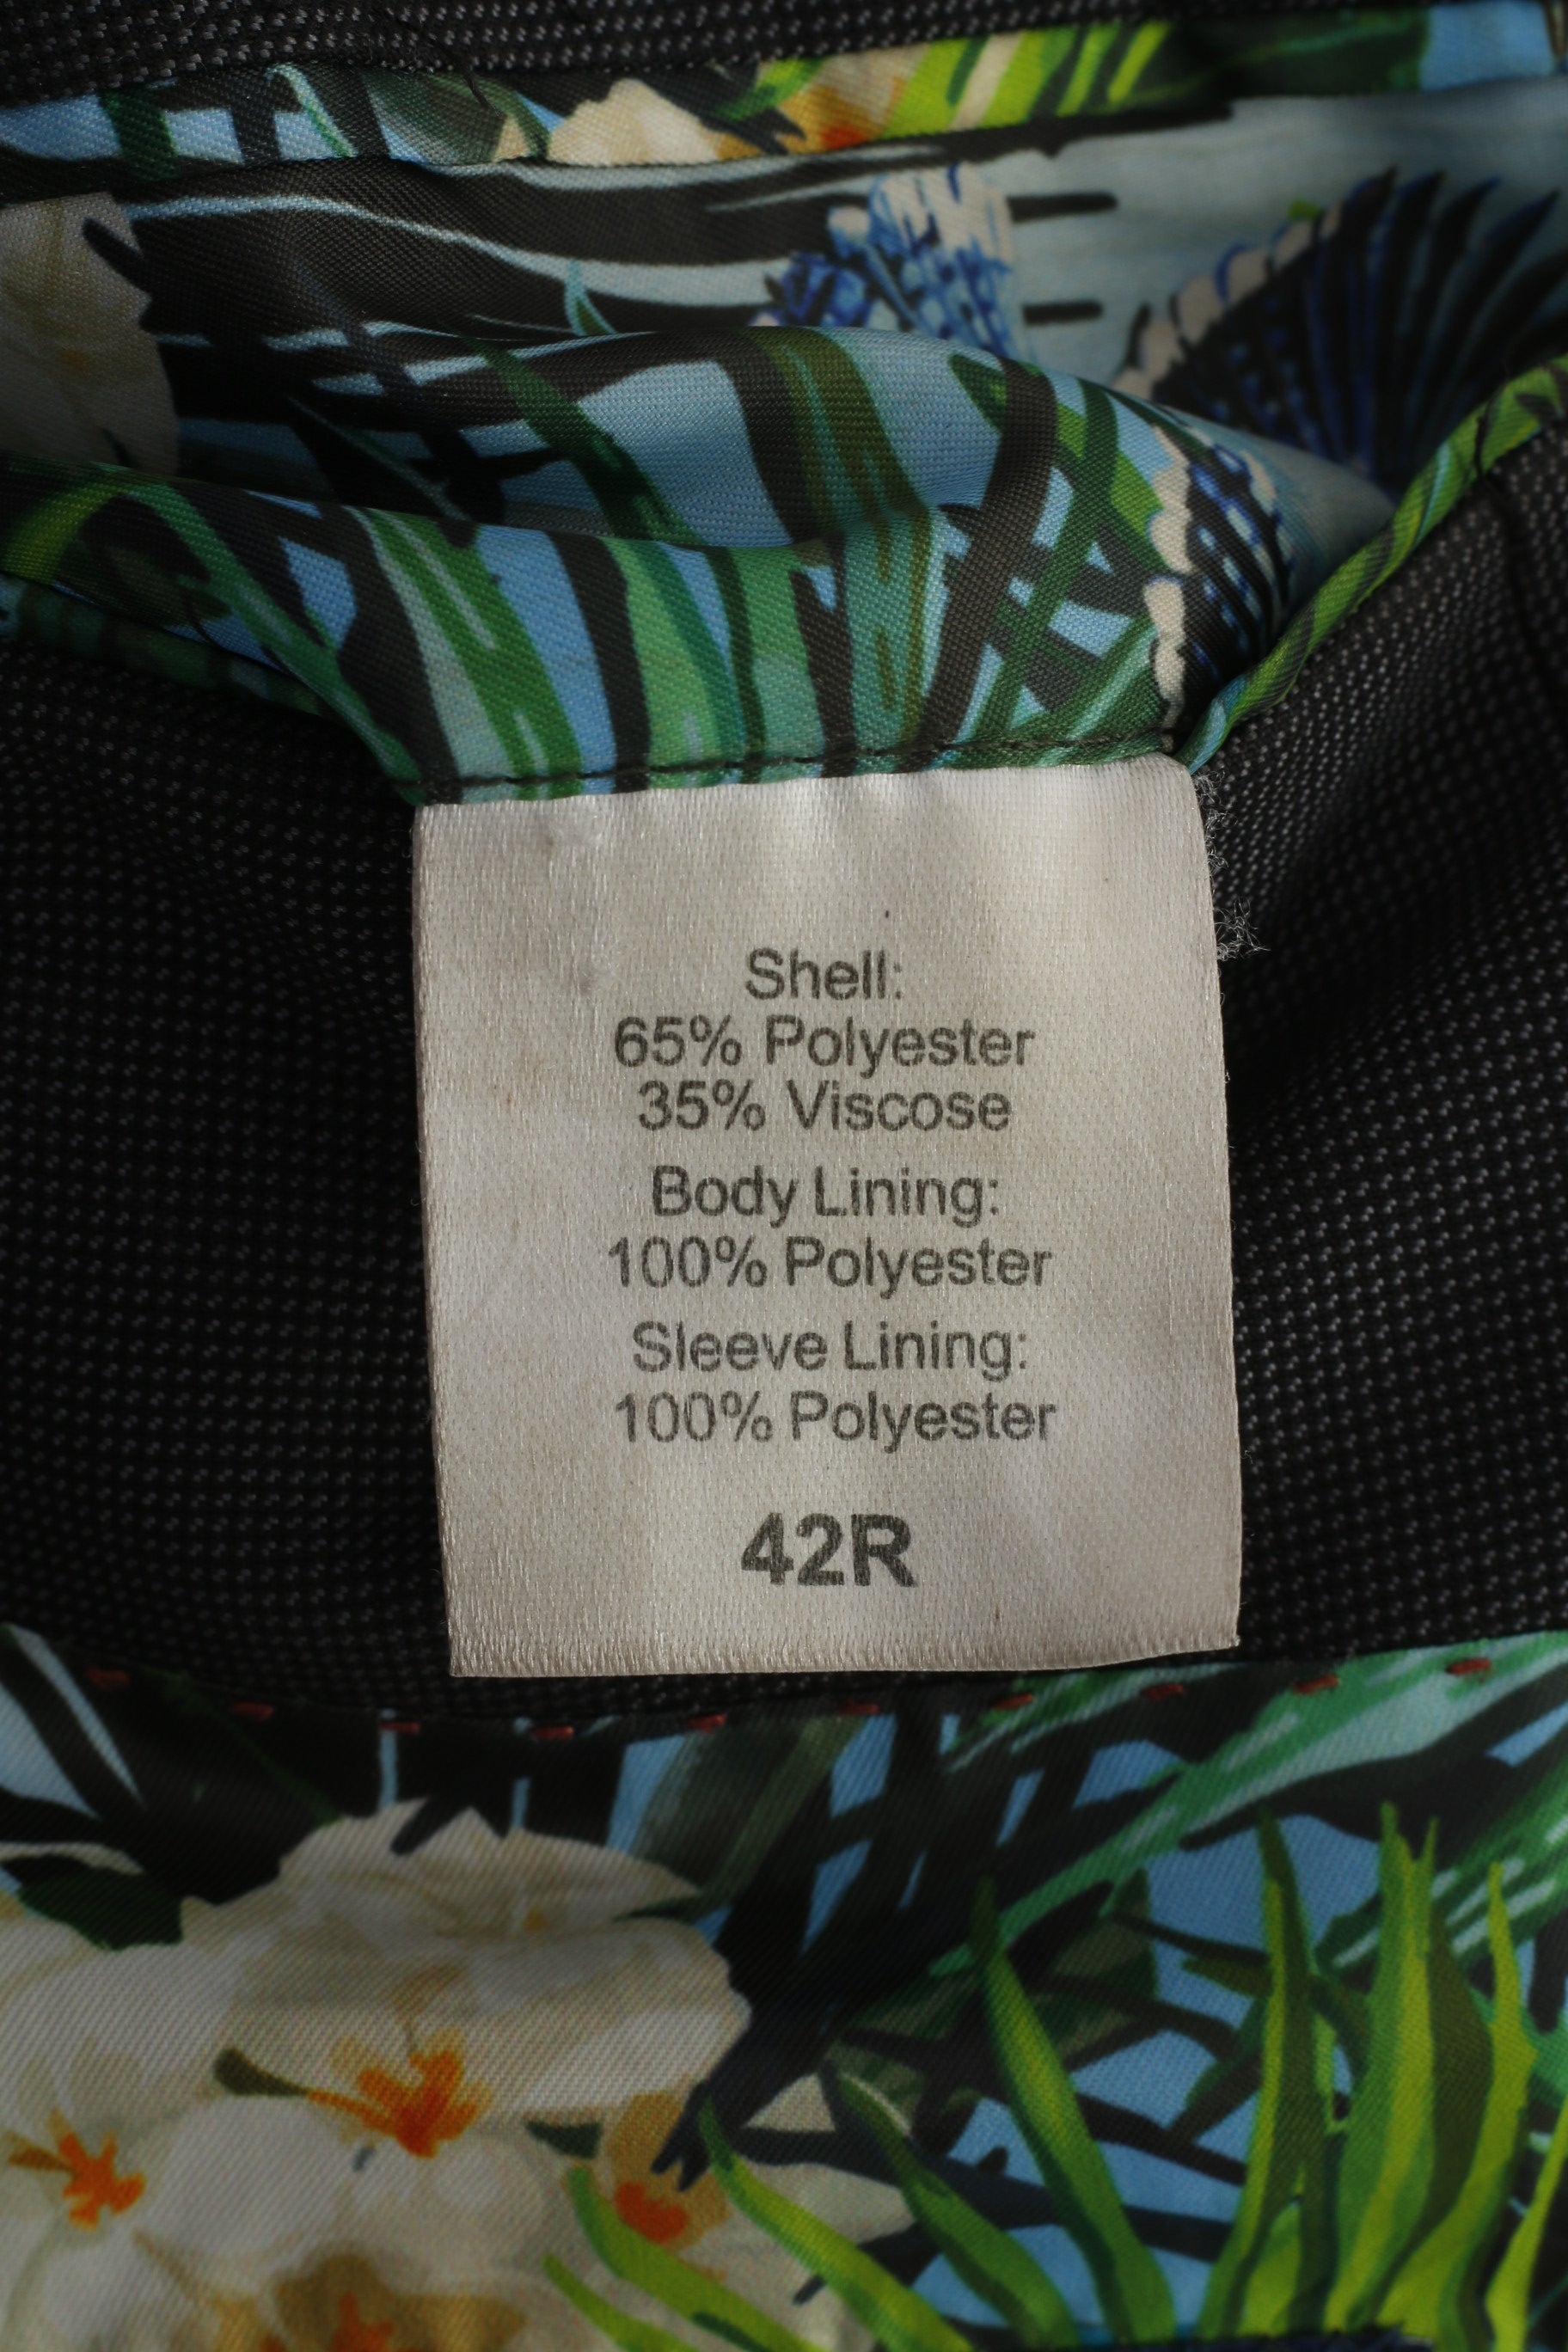 Shell:
65% Polyester
35% Viscose
Body Lining:
100% Polyester
Sleeve Lining:
100% Polyester
42R